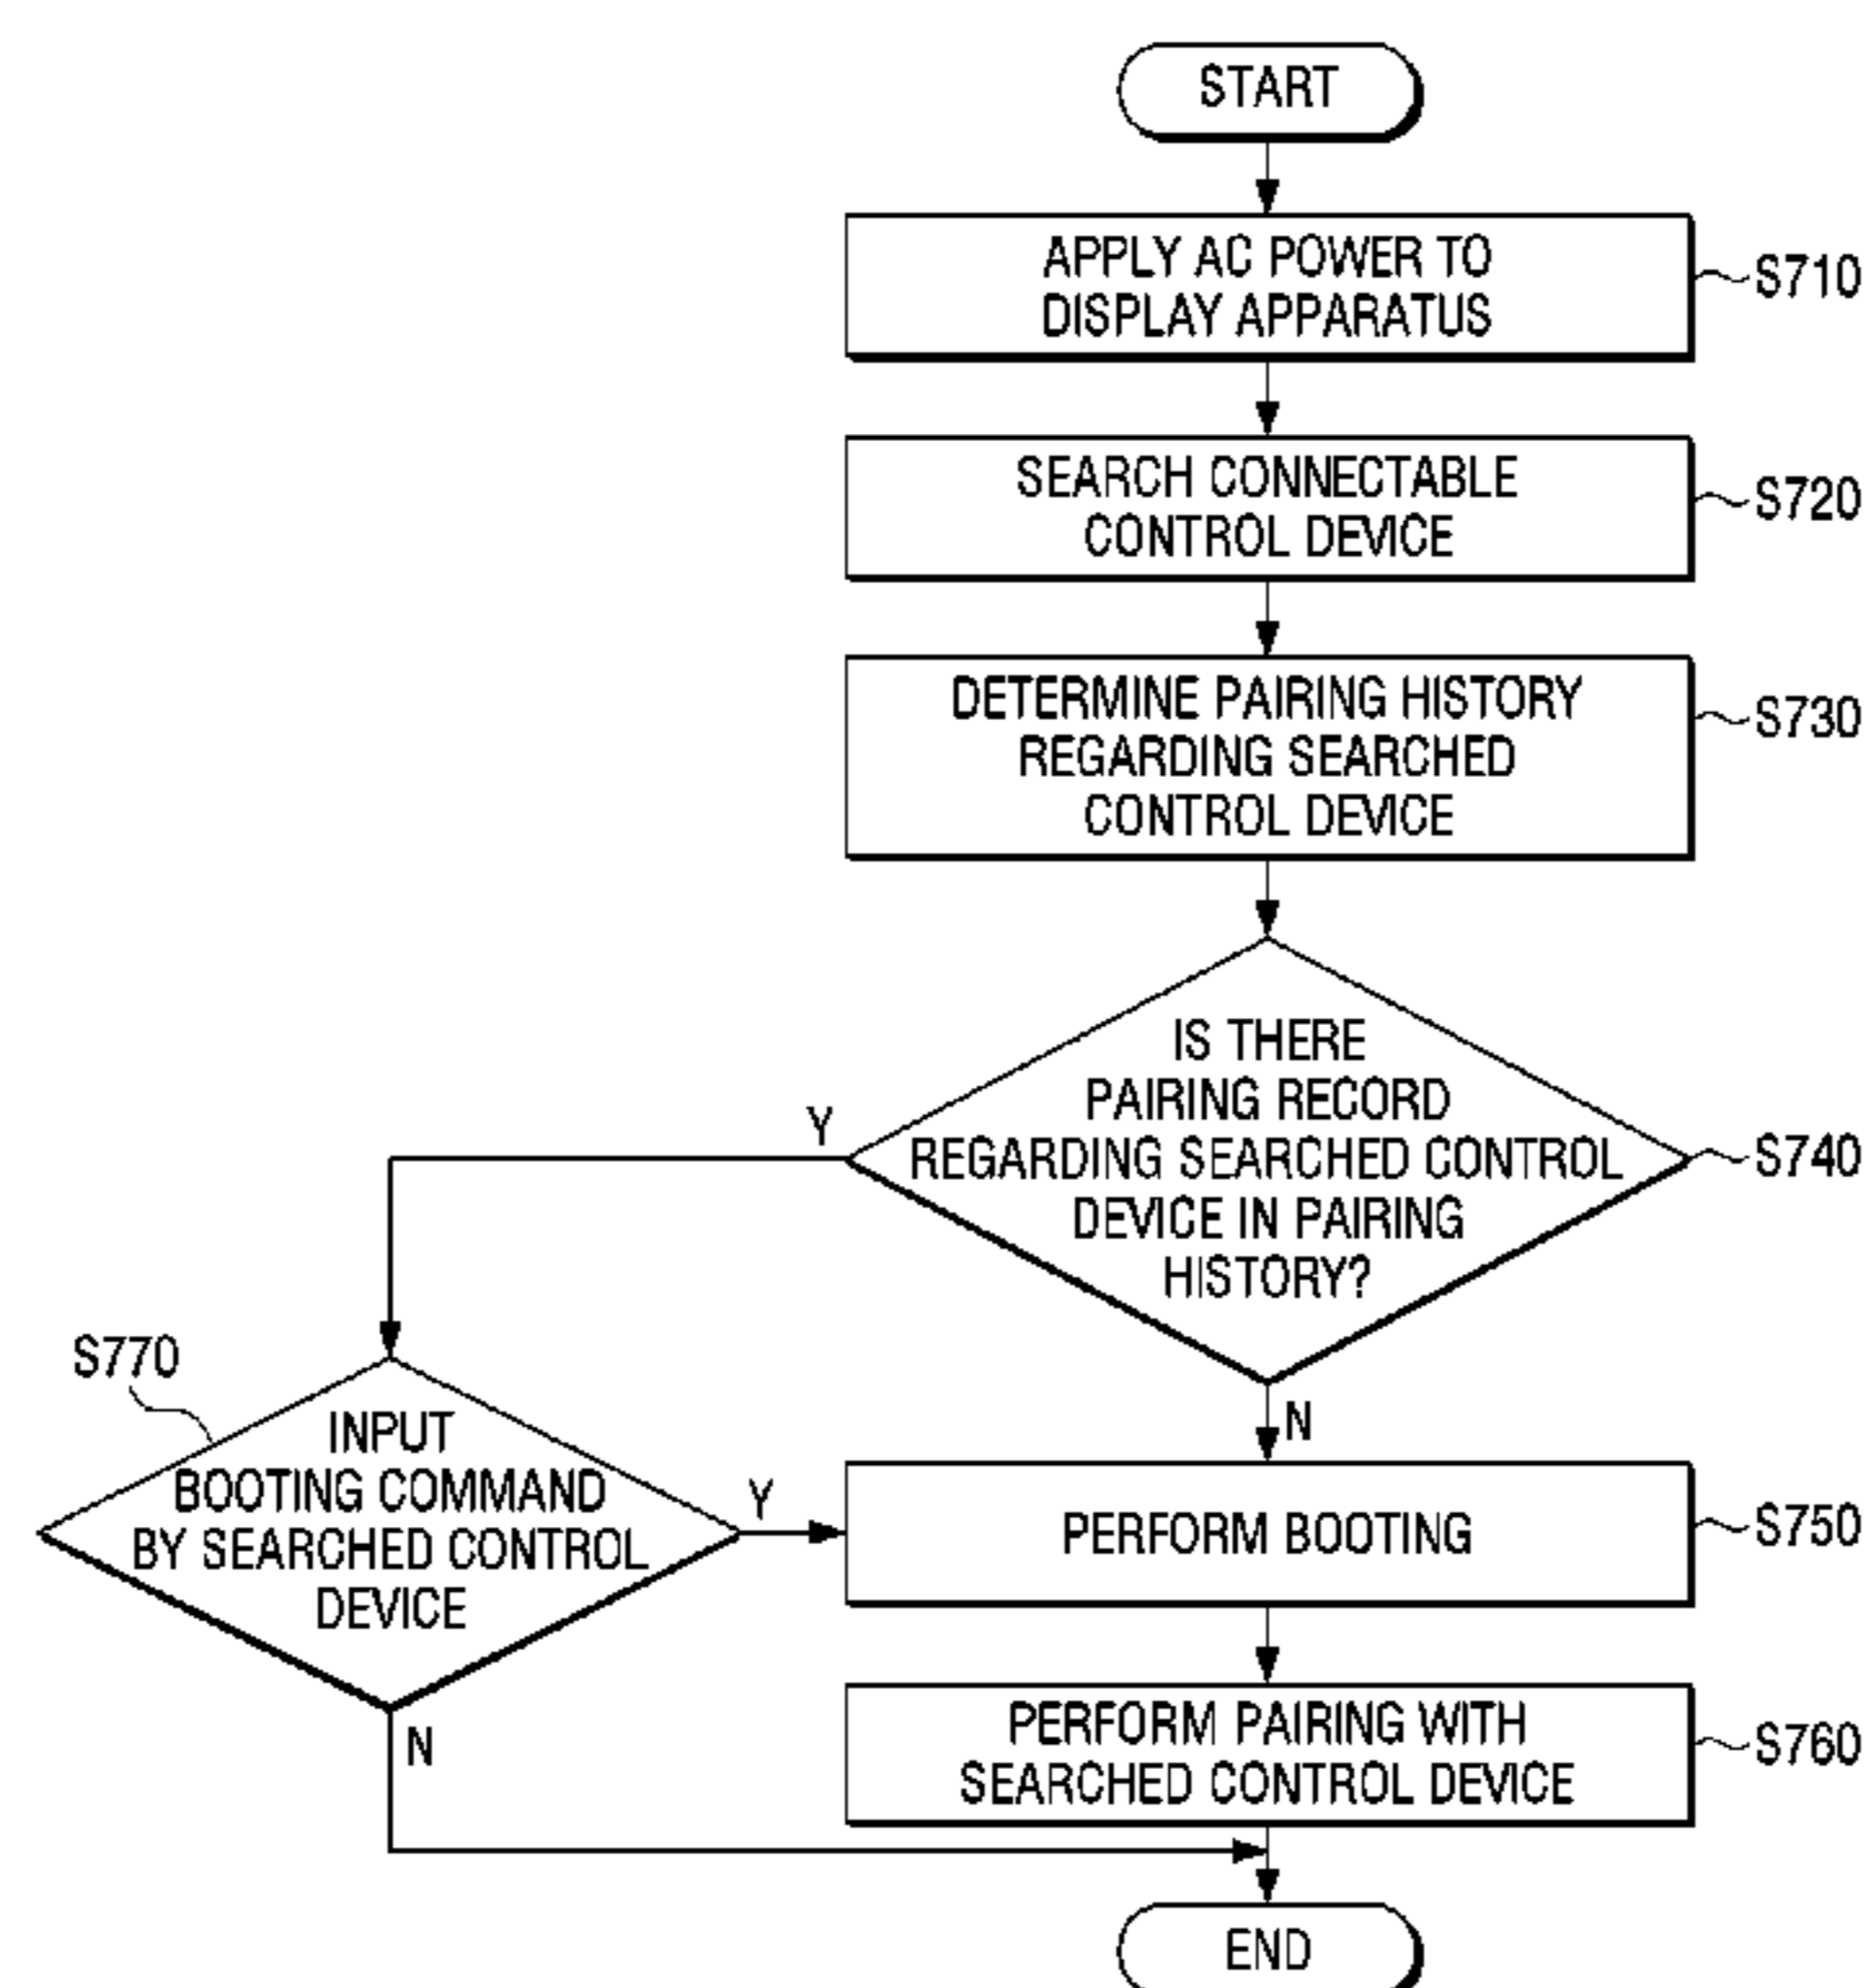 START
APPLY AC POWER TO
DISPLAY APPARATUS
S710
SEARCH CONNECTABLE
CONTROL DEVICE
S720
DETERMINE PAIRING HISTORY
REGARDING SEARCHED
CONTROL DEVICE
S730
IS THERE
PAIRING RECORD
REGARDING SEARCHED CONTROL
DEVICE IN PAIRING
HISTORY?
S740
Y
N
S770
INPUT
BOOTING COMMAND
BY SEARCHED CONTROL
DEVICE
Y
N
PERFORM BOOTING
S750
PERFORM PAIRING WITH
SEARCHED CONTROL DEVICE
S760
END